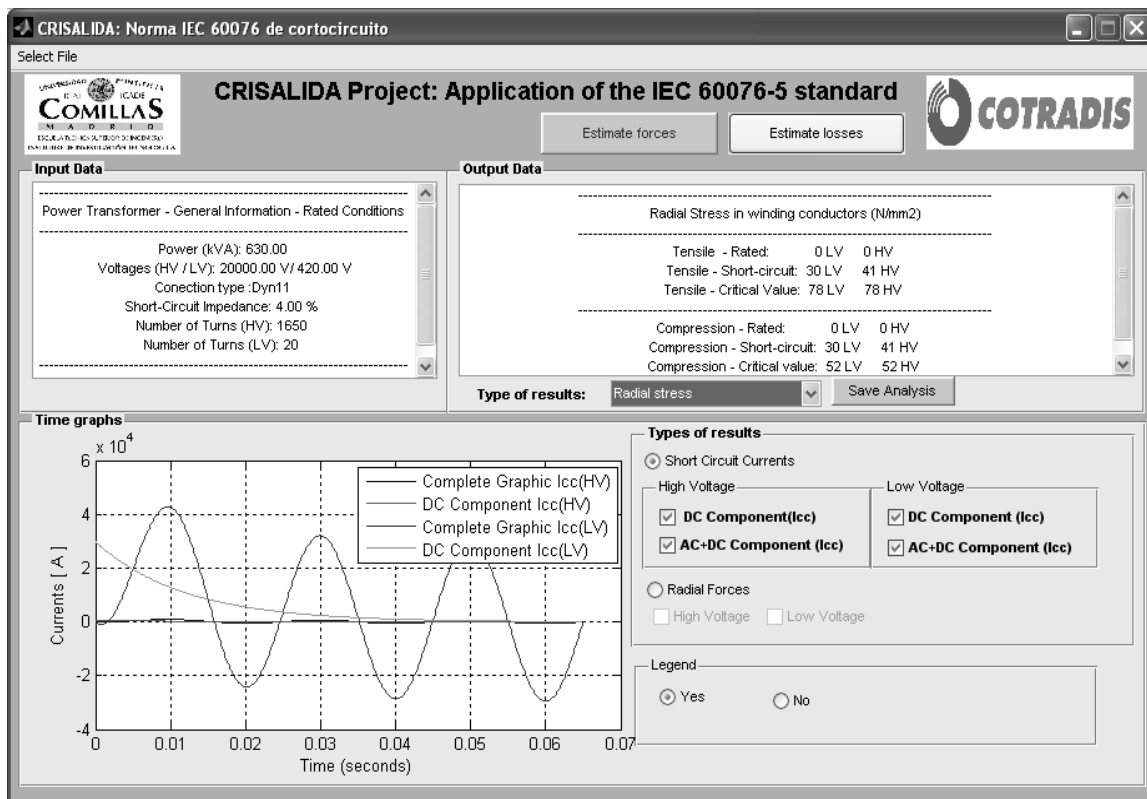 CRISALIDA: Norma IEC 60076 de cortocircuito
Select File
COMILLAS
M A D R I D
CRISALIDA Project: Application of the IEC 60076-5 standard
Estimate forces
Estimate losses
COTRADIS
Input Data
Power Transformer - General Information - Rated Conditions
Power (kVA): 630.00
Voltages (HV / LV): 20000.00 V/ 420.00 V
Conection type :Dyn11
Short-Circuit Impedance: 4.00 %
Number of Turns (HV): 1650
Number of Turns (LV): 20
Output Data
Radial Stress in winding conductors (N/mm2)
Tensile - Rated: 0 LV 0 HV
Tensile - Short-circuit: 30 LV 41 HV
Tensile - Critical Value: 78 LV 78 HV
Compression - Rated: 0 LV 0 HV
Compression - Short-circuit: 30 LV 41 HV
Compression - Critical value: 52 LV 52 HV
Type of results:
Radial stress
Save Analysis
Time graphs
x 10^4
6
4
2
0
-2
-4
Currents [ A ]
0 0.01 0.02 0.03 0.04 0.05 0.06 0.07
Time (seconds)
Complete Graphic Icc(HV)
DC Component Icc(HV)
Complete Graphic Icc(LV)
DC Component Icc(LV)
Types of results
Short Circuit Currents
High Voltage
DC Component(Icc)
AC+DC Component (Icc)
Low Voltage
DC Component (Icc)
AC+DC Component (Icc)
Radial Forces
High Voltage
Low Voltage
Legend
Yes
No